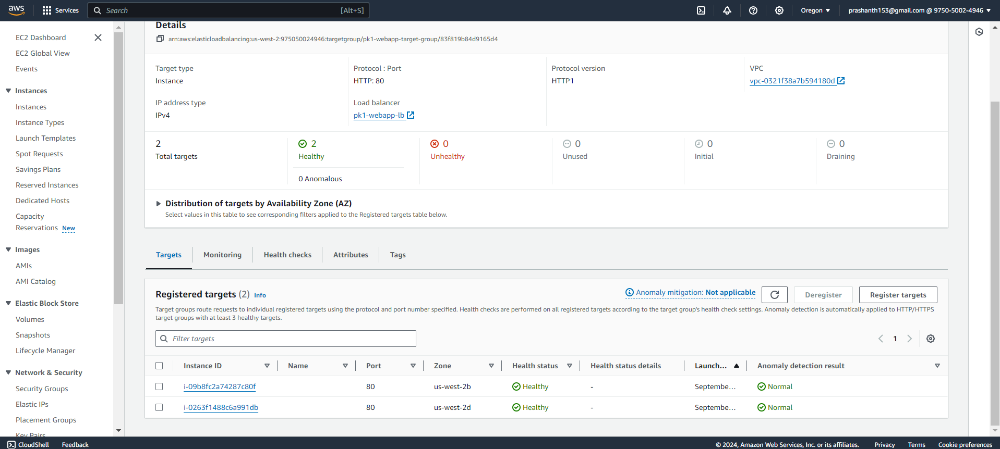 aws
Services
Search
[Alt+S]
Oregon ▼
prashanth153@gmail.com @ 9750-5002-4946 ▼
EC2 Dashboard
EC2 Global View
Events
Instances
Instances
Instance Types
Launch Templates
Spot Requests
Savings Plans
Reserved Instances
Dedicated Hosts
Capacity
Reservations New
Images
AMIs
AMI Catalog
Elastic Block Store
Volumes
Snapshots
Lifecycle Manager
Network & Security
Security Groups
Elastic IPs
Placement Groups
Key Pairs
Details
arn:aws:elasticloadbalancing:us-west-2:975050024946:targetgroup/pk1-webapp-target-group/83f819b84d9165d4
Target type
Instance
Protocol : Port
HTTP: 80
Protocol version
HTTP1
VPC
vpc-0321f38a7b594180d
IP address type
IPv4
Load balancer
pk1-webapp-lb
2
Total targets
2
Healthy
0 Anomalous
0
Unhealthy
0
Unused
0
Initial
0
Draining
Distribution of targets by Availability Zone (AZ)
Select values in this table to see corresponding filters applied to the Registered targets table below.
Targets
Monitoring
Health checks
Attributes
Tags
Registered targets (2) Info
Anomaly mitigation: Not applicable
Deregister
Register targets
Target groups route requests to individual registered targets using the protocol and port number specified. Health checks are performed on all registered targets according to the target group's health check settings. Anomaly detection is automatically applied to HTTP/HTTPS
target groups with at least 3 healthy targets.
Filter targets
1
Instance ID Name Port Zone Health status Health status details Launch... Anomaly detection result
i-09b8fc2a74287c80f 80 us-west-2b Healthy - Septembe... Normal
i-0263f1488c6a991db 80 us-west-2d Healthy - Septembe... Normal
CloudShell
Feedback
© 2024, Amazon Web Services, Inc. or its affiliates.
Privacy
Terms
Cookie preferences